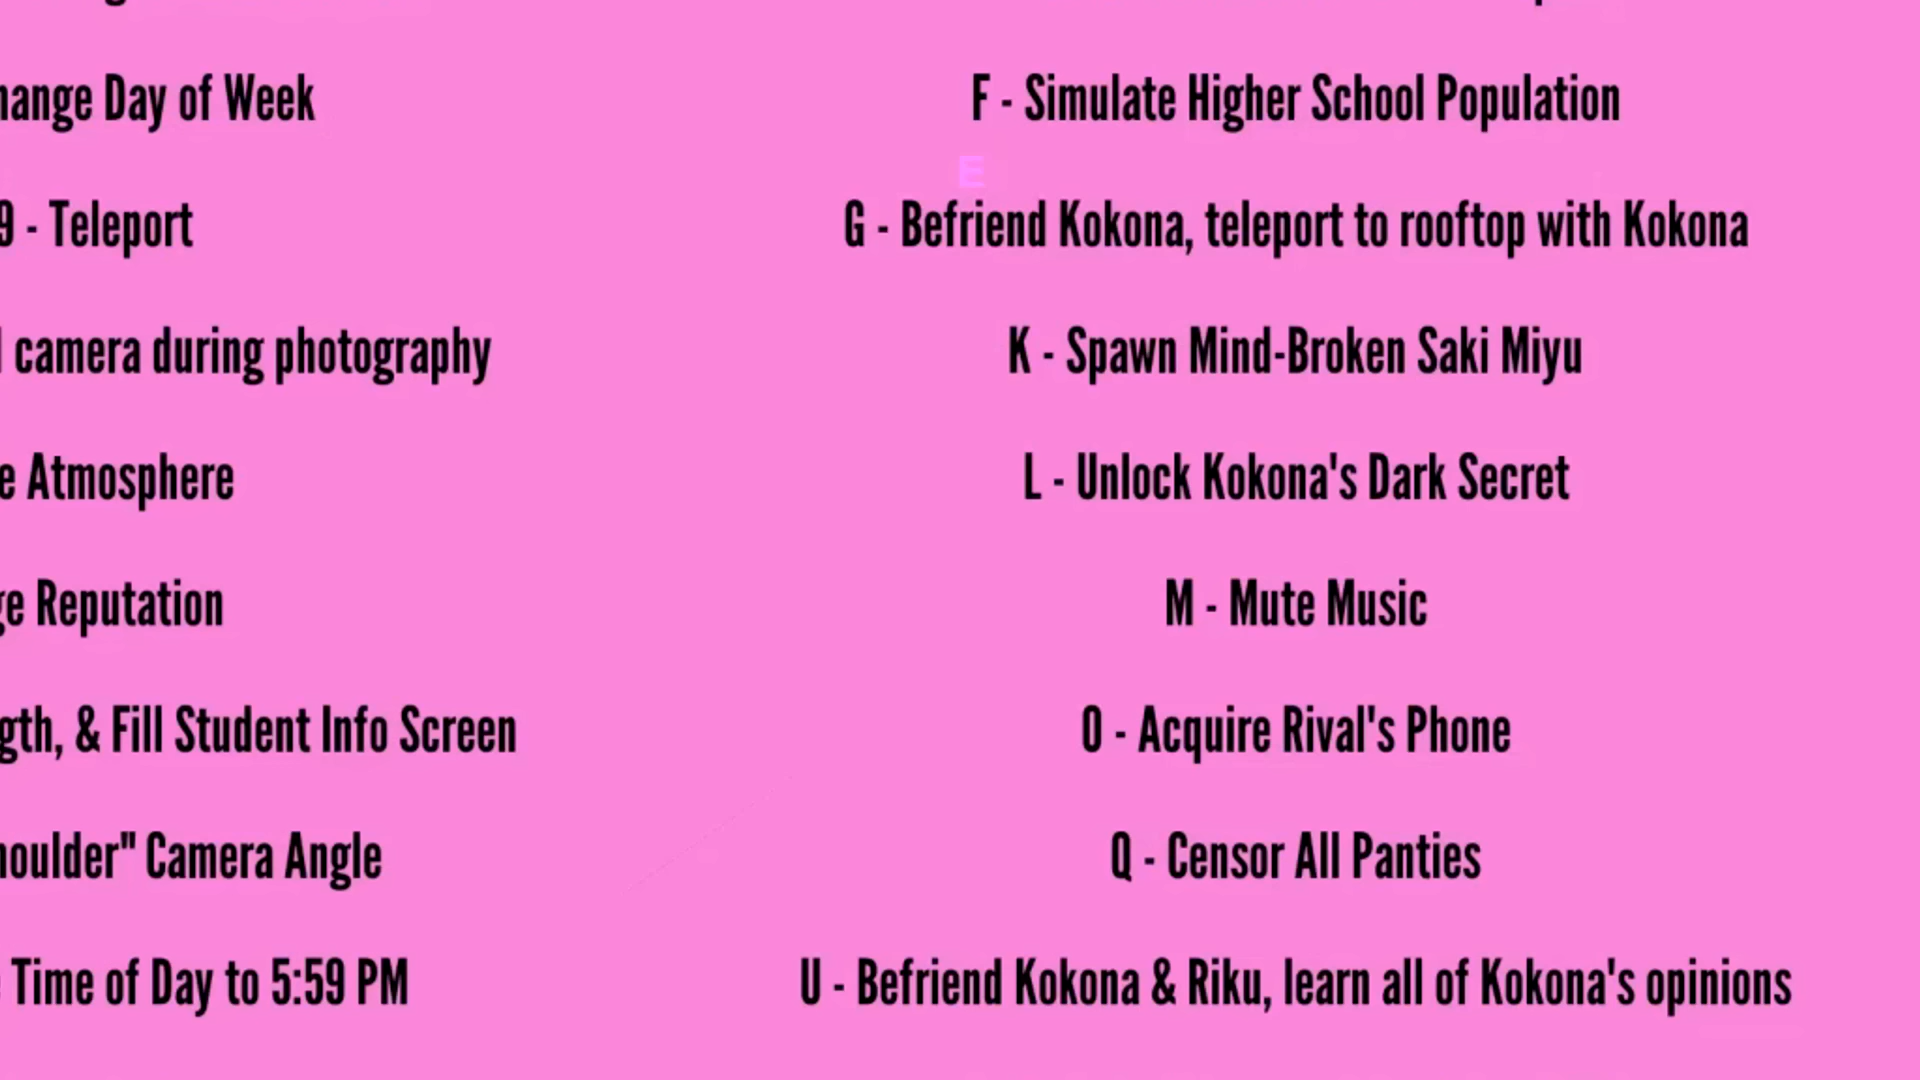 hange Day of Week
9 - Teleport
camera during photography
e Atmosphere
ge Reputation
gth, & Fill Student Info Screen
houlder" Camera Angle
Time of Day to 5:59 PM
F - Simulate Higher School Population
E
G - Befriend Kokona, teleport to rooftop with Kokona
K - Spawn Mind-Broken Saki Miyu
L - Unlock Kokona's Dark Secret
M - Mute Music
O - Acquire Rival's Phone
Q - Censor All Panties
U - Befriend Kokona & Riku, learn all of Kokona's opinions